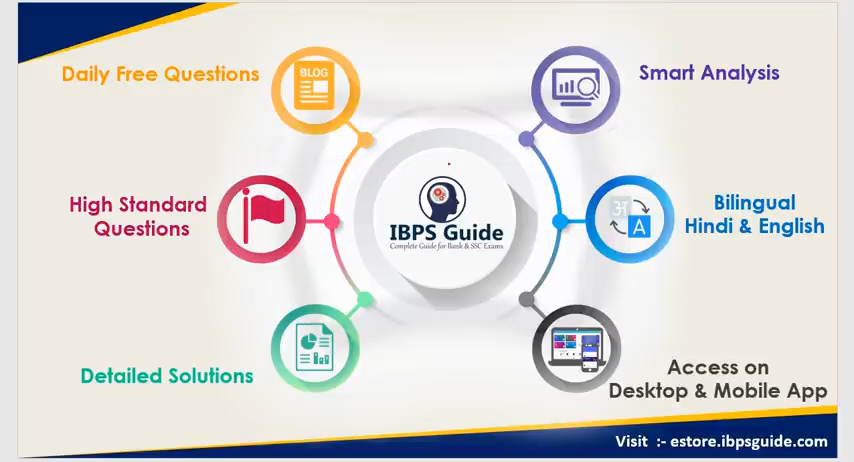 Daily Free Questions
BLOG
Smart Analysis
High Standard
Questions
IBPS Guide
Complete Guide for Bank & SSC Exams
अ
A
Bilingual
Hindi & English
Detailed Solutions
Access on
Desktop & Mobile App
Visit :- estore.ibpsguide.com